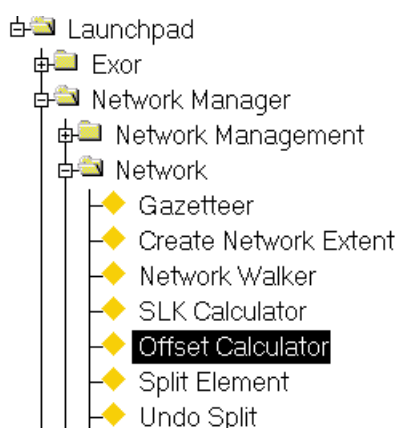 Launchpad
Exor
Network Manager
Network Management
Network
Gazetteer
Create Network Extent
Network Walker
SLK Calculator
Offset Calculator
Split Element
Undo Split